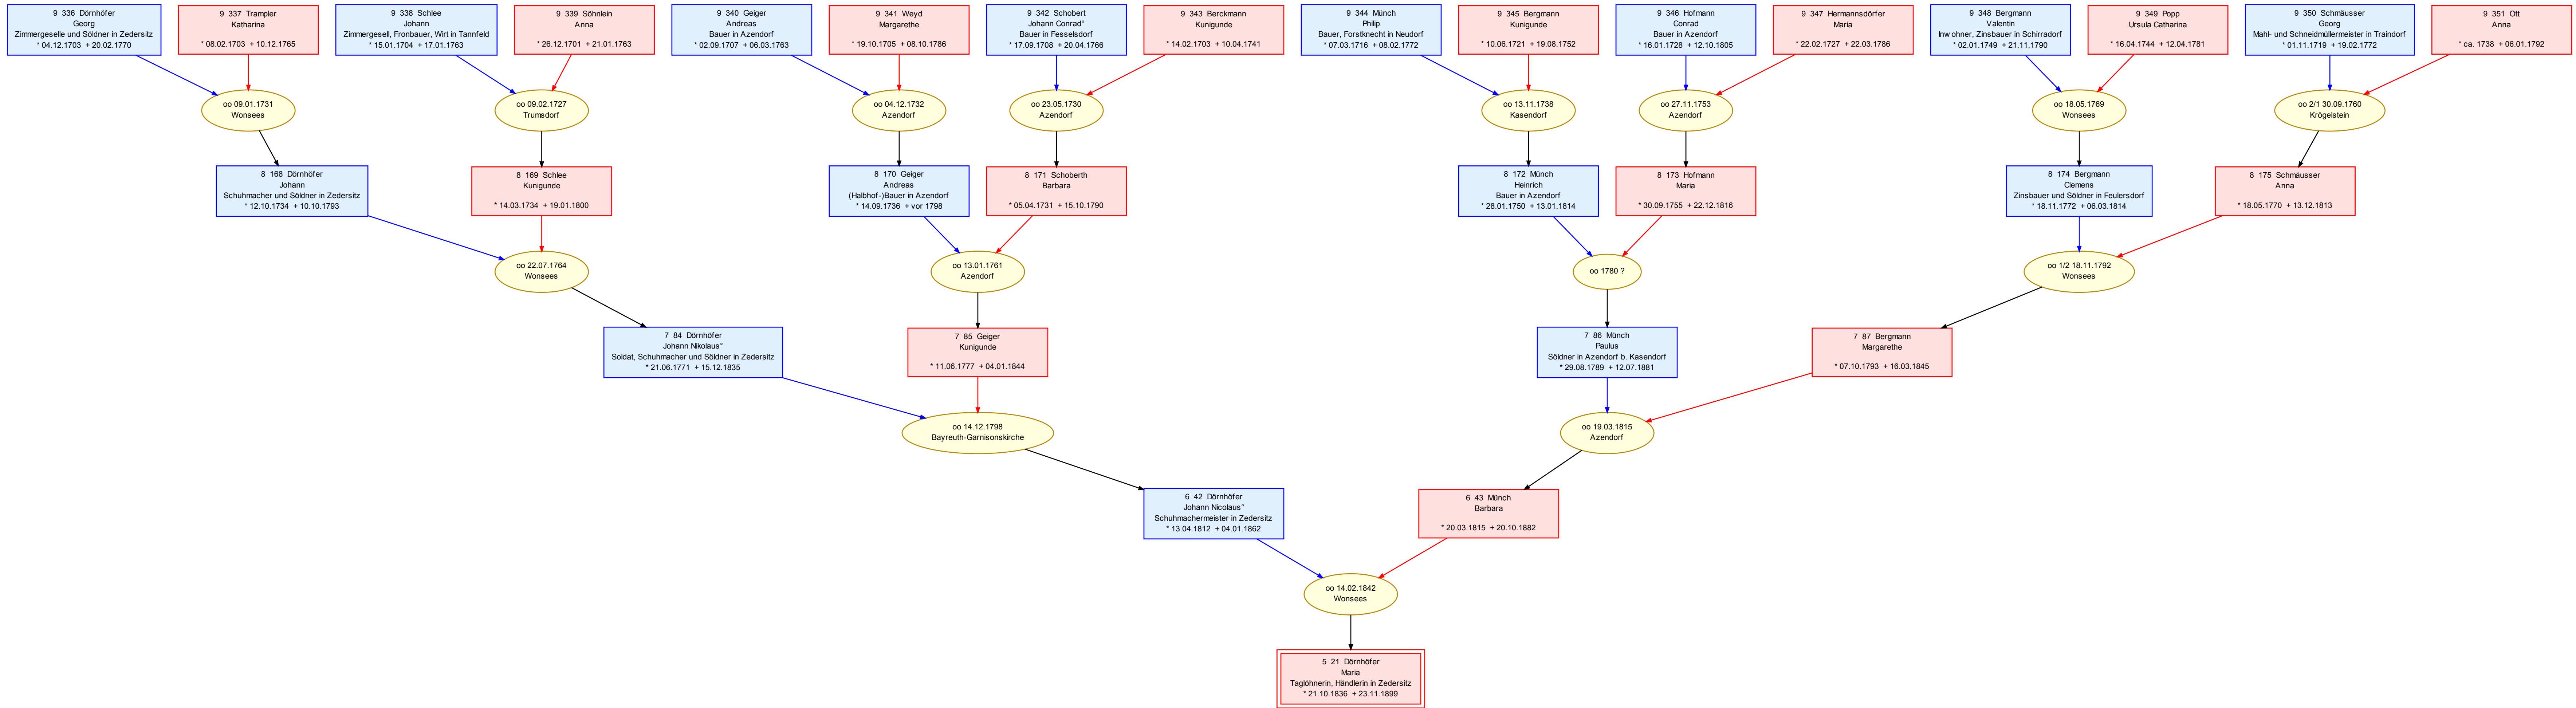 9 336 Dörnhöfer
Georg
Zimmergeselle und Söldner in Zedersitz
* 04.12.1703 + 20.02.1770
9 337 Trampler
Katharina
* 08.02.1703 + 10.12.1765
9 338 Schlee
Johann
Zimmergesell, Fronbauer, Wirt in Tannfeld
* 15.01.1704 + 17.01.1763
9 339 Söhnlein
Anna
* 26.12.1701 + 21.01.1763
9 340 Geiger
Andreas
Bauer in Azendorf
* 02.09.1707 + 06.03.1763
9 341 Weyd
Margarethe
* 19.10.1705 + 08.10.1786
9 342 Schobert
Johann Conrad"
Bauer in Fesselsdorf
* 17.09.1708 + 20.04.1766
9 343 Berckmann
Kunigunde
* 14.02.1703 + 10.04.1741
9 344 Münch
Philip
Bauer, Forstknecht in Neudorf
* 07.03.1716 + 08.02.1772
9 345 Bergmann
Kunigunde
* 10.06.1721 + 19.08.1752
9 346 Hofmann
Conrad
Bauer in Azendorf
* 16.01.1728 + 12.10.1805
9 347 Hermannsdörfer
Maria
* 22.02.1727 + 22.03.1786
9 348 Bergmann
Valentin
Inwohner, Zinsbauer in Schirradorf
* 02.01.1749 + 21.11.1790
9 349 Popp
Ursula Catharina
* 16.04.1744 + 12.04.1781
9 350 Schmäusser
Georg
Mahl- und Schneidmüllermeister in Traindorf
* 01.11.1719 + 19.02.1772
9 351 Ott
Anna
* ca. 1738 + 06.01.1792
oo 09.01.1731
Wonsees
oo 09.02.1727
Trumsdorf
oo 04.12.1732
Azendorf
oo 23.05.1730
Azendorf
oo 13.11.1738
Kasendorf
oo 27.11.1753
Azendorf
oo 18.05.1769
Wonsees
oo 2/1 30.09.1760
Krögelstein
8 168 Dörnhöfer
Johann
Schuhmacher und Söldner in Zedersitz
* 12.10.1734 + 10.10.1793
8 169 Schlee
Kunigunde
* 14.03.1734 + 19.01.1800
8 170 Geiger
Andreas
(Halbhof-)Bauer in Azendorf
* 14.09.1736 + vor 1798
8 171 Schoberth
Barbara
* 05.04.1731 + 15.10.1790
8 172 Münch
Heinrich
Bauer in Azendorf
* 28.01.1750 + 13.01.1814
8 173 Hofmann
Maria
* 30.09.1755 + 22.12.1816
8 174 Bergmann
Clemens
Zinsbauer und Söldner in Feulersdorf
* 18.11.1772 + 06.03.1814
8 175 Schmäusser
Anna
* 18.05.1770 + 13.12.1813
oo 22.07.1764
Wonsees
oo 13.01.1761
Azendorf
oo 1780 ?
oo 1/2 18.11.1792
Wonsees
7 84 Dörnhöfer
Johann Nikolaus"
Soldat, Schuhmacher und Söldner in Zedersitz
* 21.06.1771 + 15.12.1835
7 85 Geiger
Kunigunde
* 11.06.1777 + 04.01.1844
7 86 Münch
Paulus
Söldner in Azendorf b. Kasendorf
* 29.08.1789 + 12.07.1881
7 87 Bergmann
Margarethe
* 07.10.1793 + 16.03.1845
oo 14.12.1798
Bayreuth-Garnisonskirche
oo 19.03.1815
Azendorf
6 42 Dörnhöfer
Johann Nicolaus"
Schuhmachermeister in Zedersitz
* 13.04.1812 + 04.01.1862
6 43 Münch
Barbara
* 20.03.1815 + 20.10.1882
oo 14.02.1842
Wonsees
5 21 Dörnhöfer
Maria
Taglöhnerin, Händlerin in Zedersitz
* 21.10.1836 + 23.11.1899